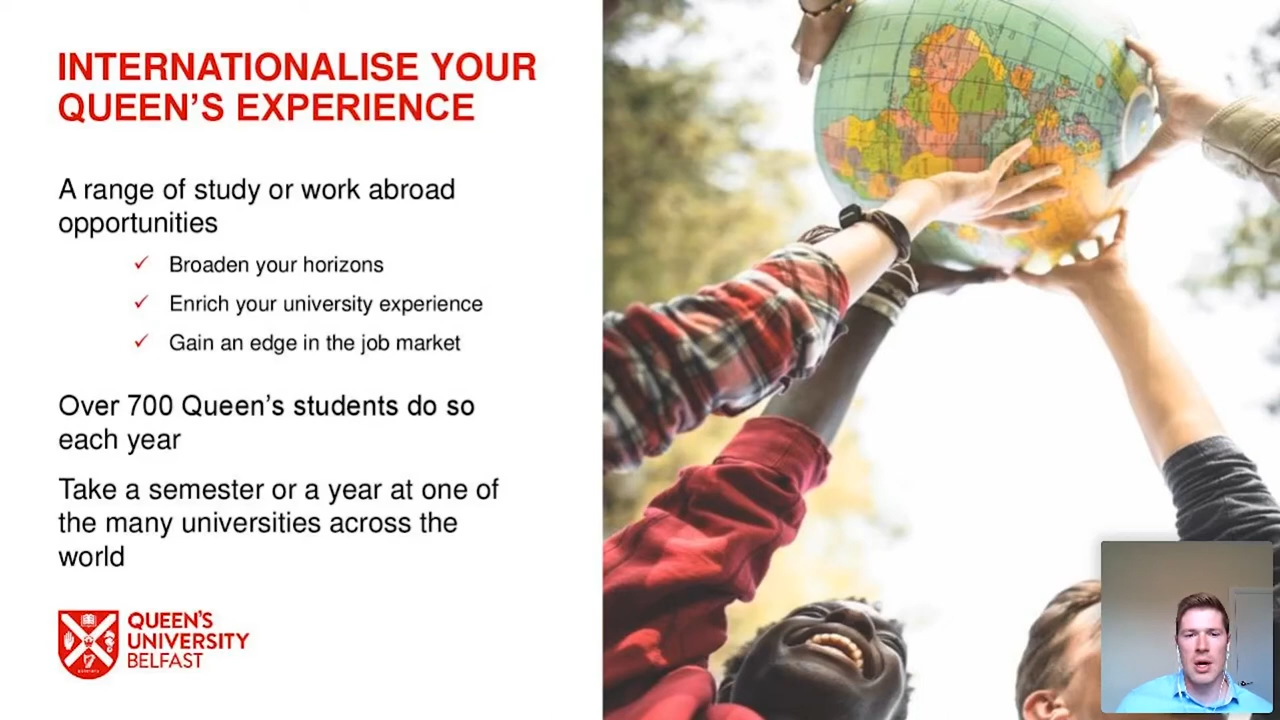 INTERNATIONALISE YOUR
QUEEN'S EXPERIENCE
A range of study or work abroad
opportunities
✓ Broaden your horizons
✓ Enrich your university experience
✓ Gain an edge in the job market
Over 700 Queen's students do so
each year
Take a semester or a year at one of
the many universities across the
world
QUEEN'S
UNIVERSITY
BELFAST